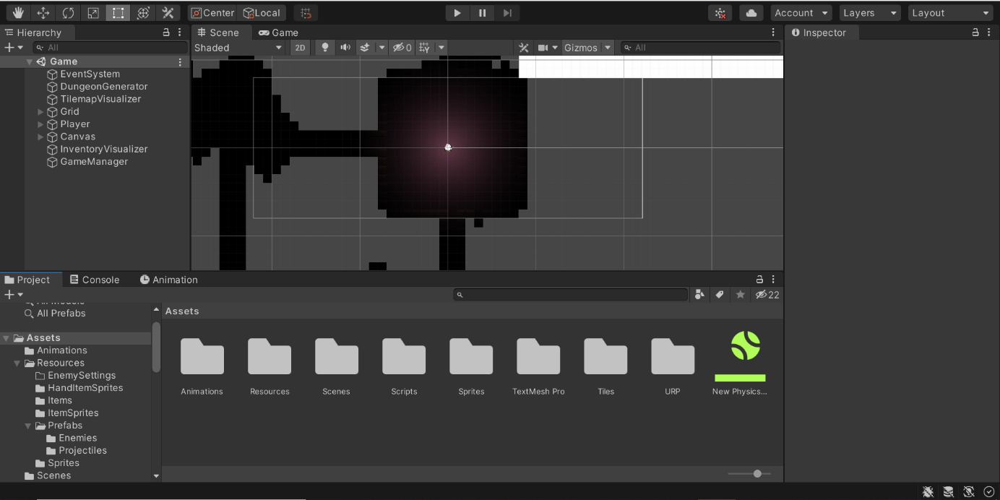 Center Local Account Layers Layout
Hierarchy
All
Game
EventSystem
DungeonGenerator
TilemapVisualizer
Grid
Player
Canvas
InventoryVisualizer
GameManager
Scene Game
Shaded 2D 0 Gizmos All
Inspector
Project Console Animation
22
All Models
All Prefabs
Assets
Animations
Resources
EnemySettings
HandItemSprites
Items
ItemSprites
Prefabs
Enemies
Projectiles
Sprites
Scenes
Assets
Animations Resources Scenes Scripts Sprites TextMesh Pro Tiles URP New Physics...